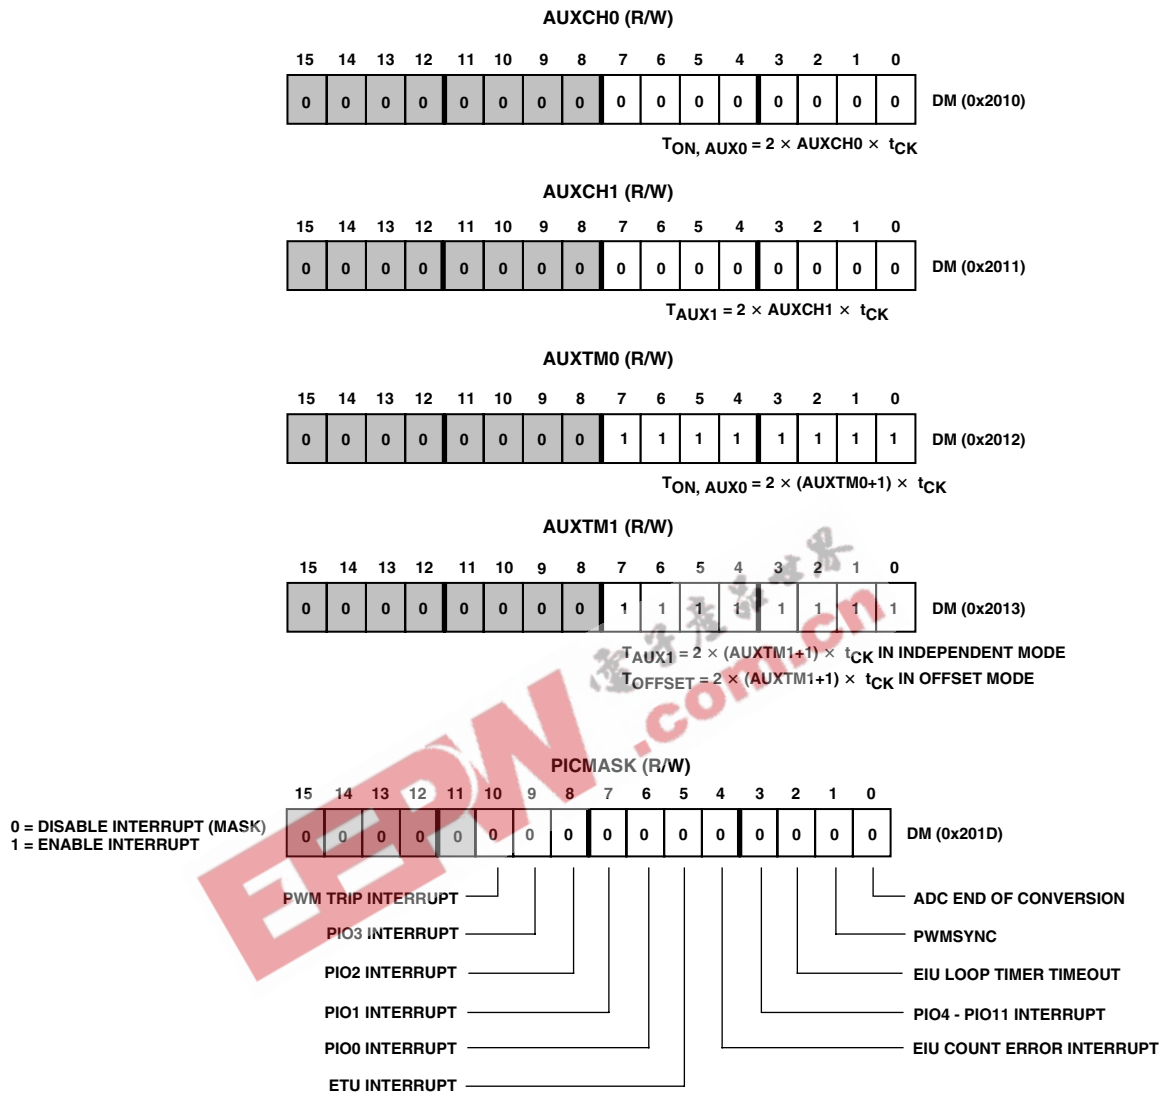 AUXCH0 (R/W)
15 14 13 12 11 10 9 8 7 6 5 4 3 2 1 0
0 0 0 0 0 0 0 0 0 0 0 0 0 0 0 0 DM (0x2010)
TON, AUX0 = 2 × AUXCH0 × tCK
AUXCH1 (R/W)
15 14 13 12 11 10 9 8 7 6 5 4 3 2 1 0
0 0 0 0 0 0 0 0 0 0 0 0 0 0 0 0 DM (0x2011)
TAUX1 = 2 × AUXCH1 × tCK
AUXTM0 (R/W)
15 14 13 12 11 10 9 8 7 6 5 4 3 2 1 0
0 0 0 0 0 0 0 0 1 1 1 1 1 1 1 1 DM (0x2012)
TON, AUX0 = 2 × (AUXTM0+1) × tCK
AUXTM1 (R/W)
15 14 13 12 11 10 9 8 7 6 5 4 3 2 1 0
0 0 0 0 0 0 0 0 1 1 1 1 1 1 1 1 DM (0x2013)
TAUX1 = 2 × (AUXTM1+1) × tCK IN INDEPENDENT MODE
TOFFSET = 2 × (AUXTM1+1) × tCK IN OFFSET MODE
電子產品世界
EEPW.com.cn
PICMASK (R/W)
15 14 13 12 11 10 9 8 7 6 5 4 3 2 1 0
0 = DISABLE INTERRUPT (MASK)
1 = ENABLE INTERRUPT
0 0 0 0 0 0 0 0 0 0 0 0 0 0 0 0 DM (0x201D)
PWM TRIP INTERRUPT
ADC END OF CONVERSION
PIO3 INTERRUPT
PWMSYNC
PIO2 INTERRUPT
EIU LOOP TIMER TIMEOUT
PIO1 INTERRUPT
PIO4 - PIO11 INTERRUPT
PIO0 INTERRUPT
EIU COUNT ERROR INTERRUPT
ETU INTERRUPT